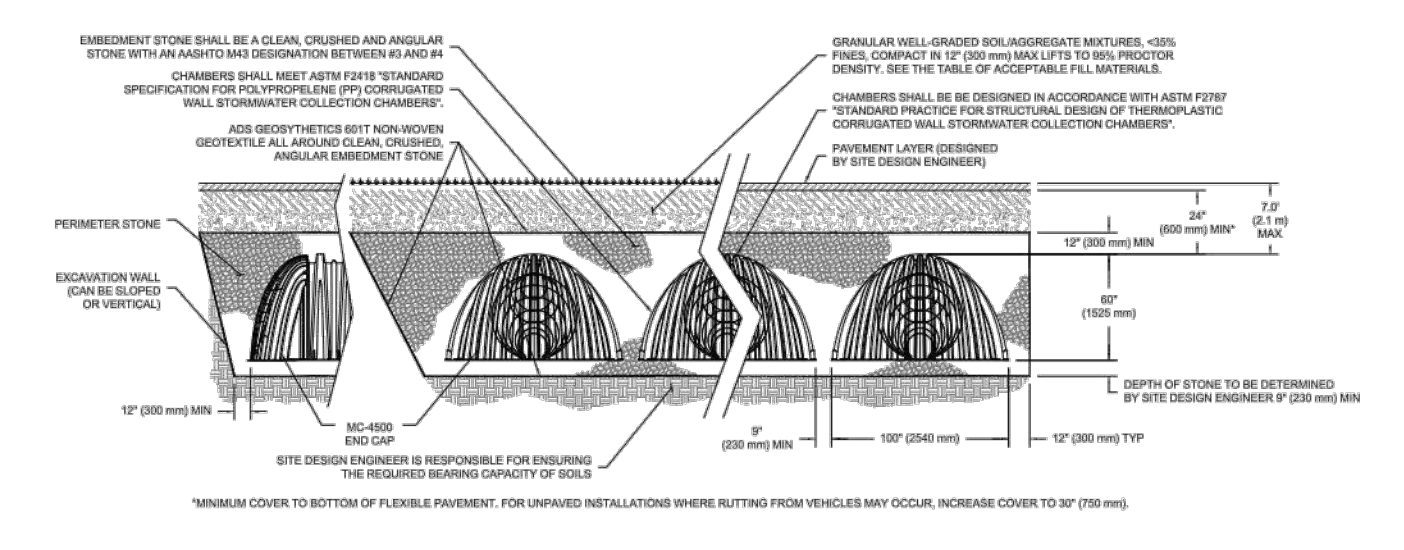 EMBEDMENT STONE SHALL BE A CLEAN, CRUSHED AND ANGULAR
STONE WITH AN AASHTO M43 DESIGNATION BETWEEN #3 AND #4
CHAMBERS SHALL MEET ASTM F2418 "STANDARD
SPECIFICATION FOR POLYPROPELENE (PP) CORRUGATED
WALL STORMWATER COLLECTION CHAMBERS".
ADS GEOSYTHETICS 601T NON-WOVEN
GEOTEXTILE ALL AROUND CLEAN, CRUSHED,
ANGULAR EMBEDMENT STONE
GRANULAR WELL-GRADED SOIL/AGGREGATE MIXTURES, <35%
FINES, COMPACT IN 12" (300 mm) MAX LIFTS TO 95% PROCTOR
DENSITY. SEE THE TABLE OF ACCEPTABLE FILL MATERIALS.
CHAMBERS SHALL BE BE DESIGNED IN ACCORDANCE WITH ASTM F2787
"STANDARD PRACTICE FOR STRUCTURAL DESIGN OF THERMOPLASTIC
CORRUGATED WALL STORMWATER COLLECTION CHAMBERS".
PAVEMENT LAYER (DESIGNED
BY SITE DESIGN ENGINEER)
PERIMETER STONE
EXCAVATION WALL
(CAN BE SLOPED
OR VERTICAL)
24"
(600 mm) MIN*
7.0'
(2.1 m)
MAX
12" (300 mm) MIN
60"
(1525 mm)
DEPTH OF STONE TO BE DETERMINED
BY SITE DESIGN ENGINEER 9" (230 mm) MIN
12" (300 mm) MIN
MC-4500
END CAP
9"
(230 mm) MIN
100" (2540 mm)
12" (300 mm) TYP
SITE DESIGN ENGINEER IS RESPONSIBLE FOR ENSURING
THE REQUIRED BEARING CAPACITY OF SOILS
*MINIMUM COVER TO BOTTOM OF FLEXIBLE PAVEMENT. FOR UNPAVED INSTALLATIONS WHERE RUTTING FROM VEHICLES MAY OCCUR, INCREASE COVER TO 30" (750 mm).